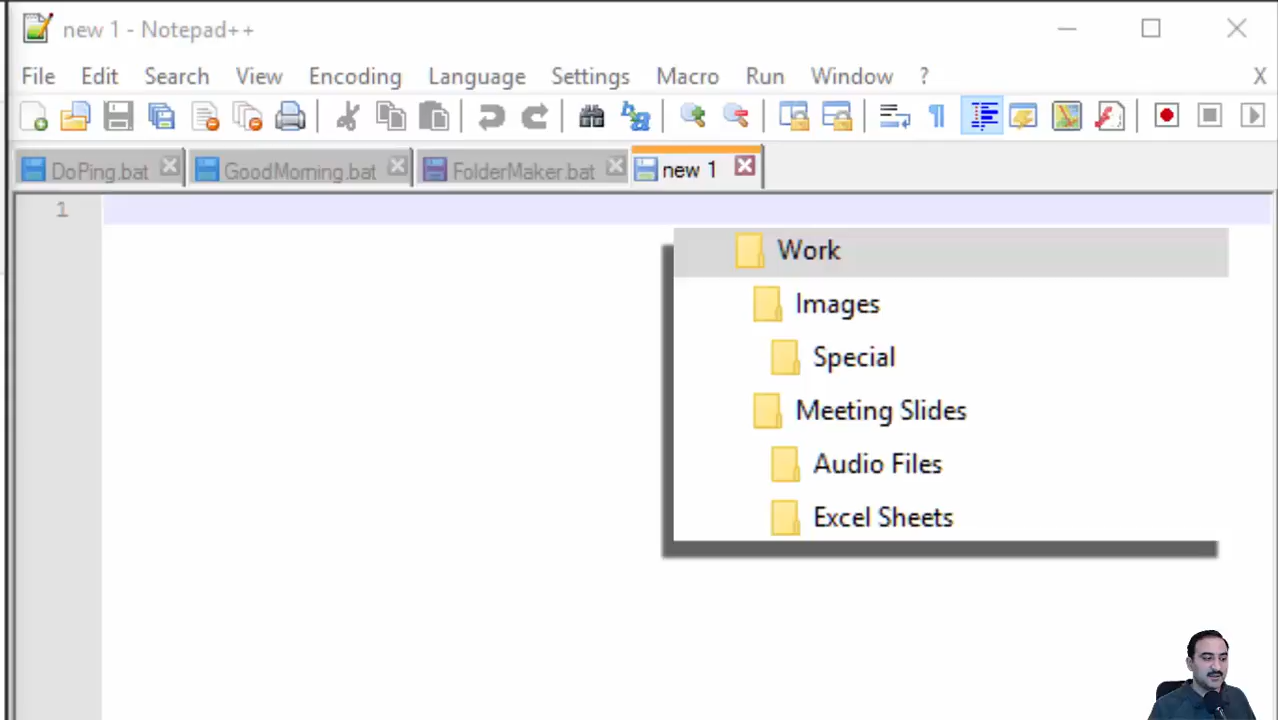 new 1 - Notepad++
File Edit Search View Encoding Language Settings Macro Run Window ? X
DoPing.bat GoodMorning.bat FolderMaker.bat new 1
1
Work
Images
Special
Meeting Slides
Audio Files
Excel Sheets